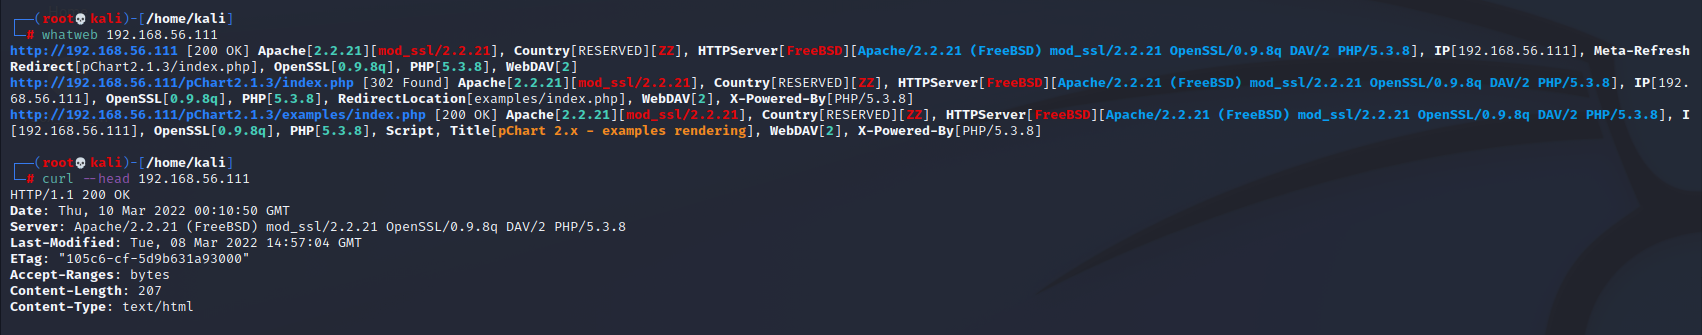 ┌──(root💀kali)-[/home/kali]
└─# whatweb 192.168.56.111
http://192.168.56.111 [200 OK] Apache[2.2.21][mod_ssl/2.2.21], Country[RESERVED][ZZ], HTTPServer[FreeBSD][Apache/2.2.21 (FreeBSD) mod_ssl/2.2.21 OpenSSL/0.9.8q DAV/2 PHP/5.3.8], IP[192.168.56.111], Meta-Refresh
Redirect[pChart2.1.3/index.php], OpenSSL[0.9.8q], PHP[5.3.8], WebDAV[2]
http://192.168.56.111/pChart2.1.3/index.php [302 Found] Apache[2.2.21][mod_ssl/2.2.21], Country[RESERVED][ZZ], HTTPServer[FreeBSD][Apache/2.2.21 (FreeBSD) mod_ssl/2.2.21 OpenSSL/0.9.8q DAV/2 PHP/5.3.8], IP[192.
68.56.111], OpenSSL[0.9.8q], PHP[5.3.8], RedirectLocation[examples/index.php], WebDAV[2], X-Powered-By[PHP/5.3.8]
http://192.168.56.111/pChart2.1.3/examples/index.php [200 OK] Apache[2.2.21][mod_ssl/2.2.21], Country[RESERVED][ZZ], HTTPServer[FreeBSD][Apache/2.2.21 (FreeBSD) mod_ssl/2.2.21 OpenSSL/0.9.8q DAV/2 PHP/5.3.8], I
[192.168.56.111], OpenSSL[0.9.8q], PHP[5.3.8], Script, Title[pChart 2.x - examples rendering], WebDAV[2], X-Powered-By[PHP/5.3.8]
┌──(root💀kali)-[/home/kali]
└─# curl --head 192.168.56.111
HTTP/1.1 200 OK
Date: Thu, 10 Mar 2022 00:10:50 GMT
Server: Apache/2.2.21 (FreeBSD) mod_ssl/2.2.21 OpenSSL/0.9.8q DAV/2 PHP/5.3.8
Last-Modified: Tue, 08 Mar 2022 14:57:04 GMT
ETag: "105c6-cf-5d9b631a93000"
Accept-Ranges: bytes
Content-Length: 207
Content-Type: text/html